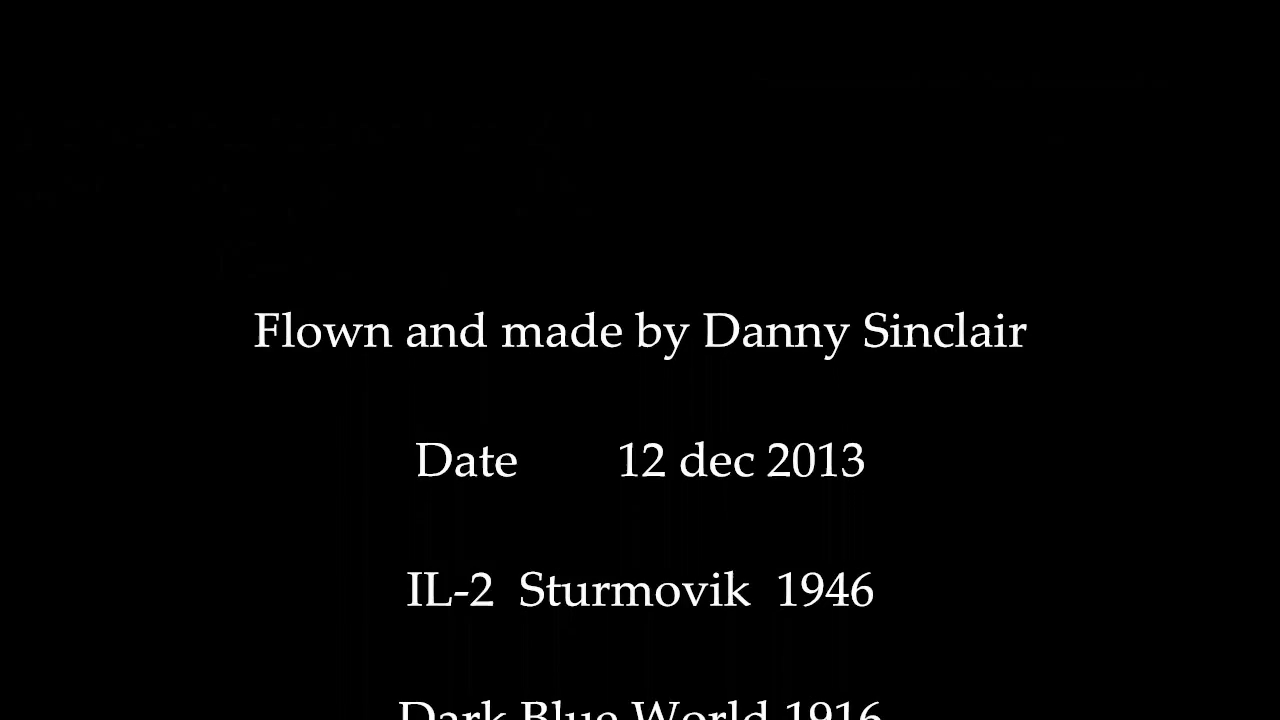 Flown and made by Danny Sinclair
Date 12 dec 2013
IL-2 Sturmovik 1946
Dark Blue World 1916